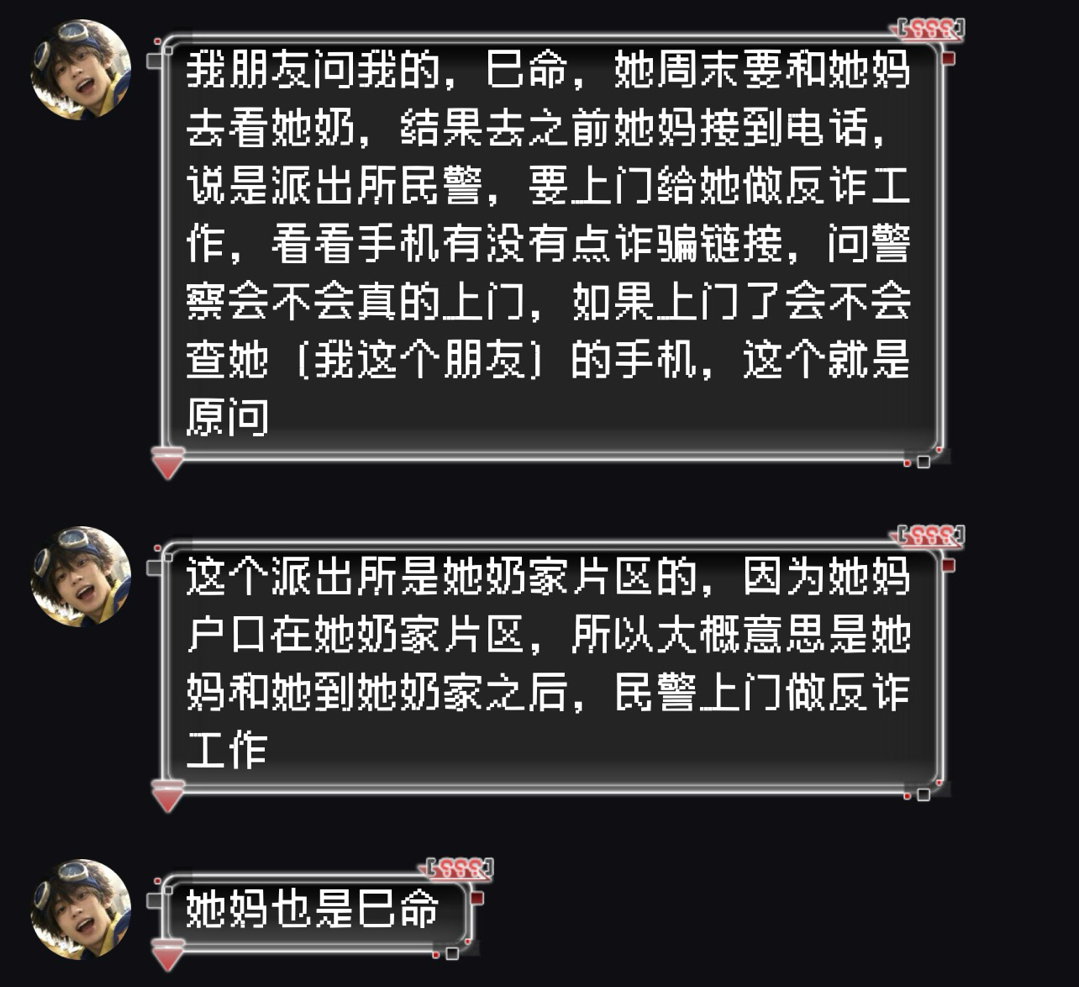 [SSS]
我朋友问我的，巳命，她周末要和她妈
去看她奶，结果去之前她妈接到电话，
说是派出所民警，要上门给她做反诈工
作，看看手机有没有点诈骗链接，问警
察会不会真的上门，如果上门了会不会
查她（我这个朋友）的手机，这个就是
原问
[SSS]
这个派出所是她奶家片区的，因为她妈
户口在她奶家片区，所以大概意思是她
妈和她到她奶家之后，民警上门做反诈
工作
[SSS]
她妈也是巳命